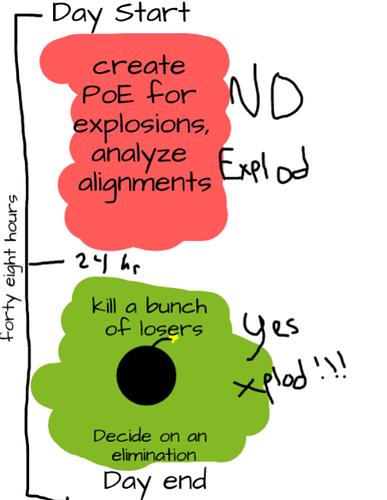 Day Start
create
PoE for
explosions,
analyze
alignments
NO
Explod
forty eight hours
24 hr
kill a bunch
of losers
yes
xplod!!!
Decide on an
elimination
Day end